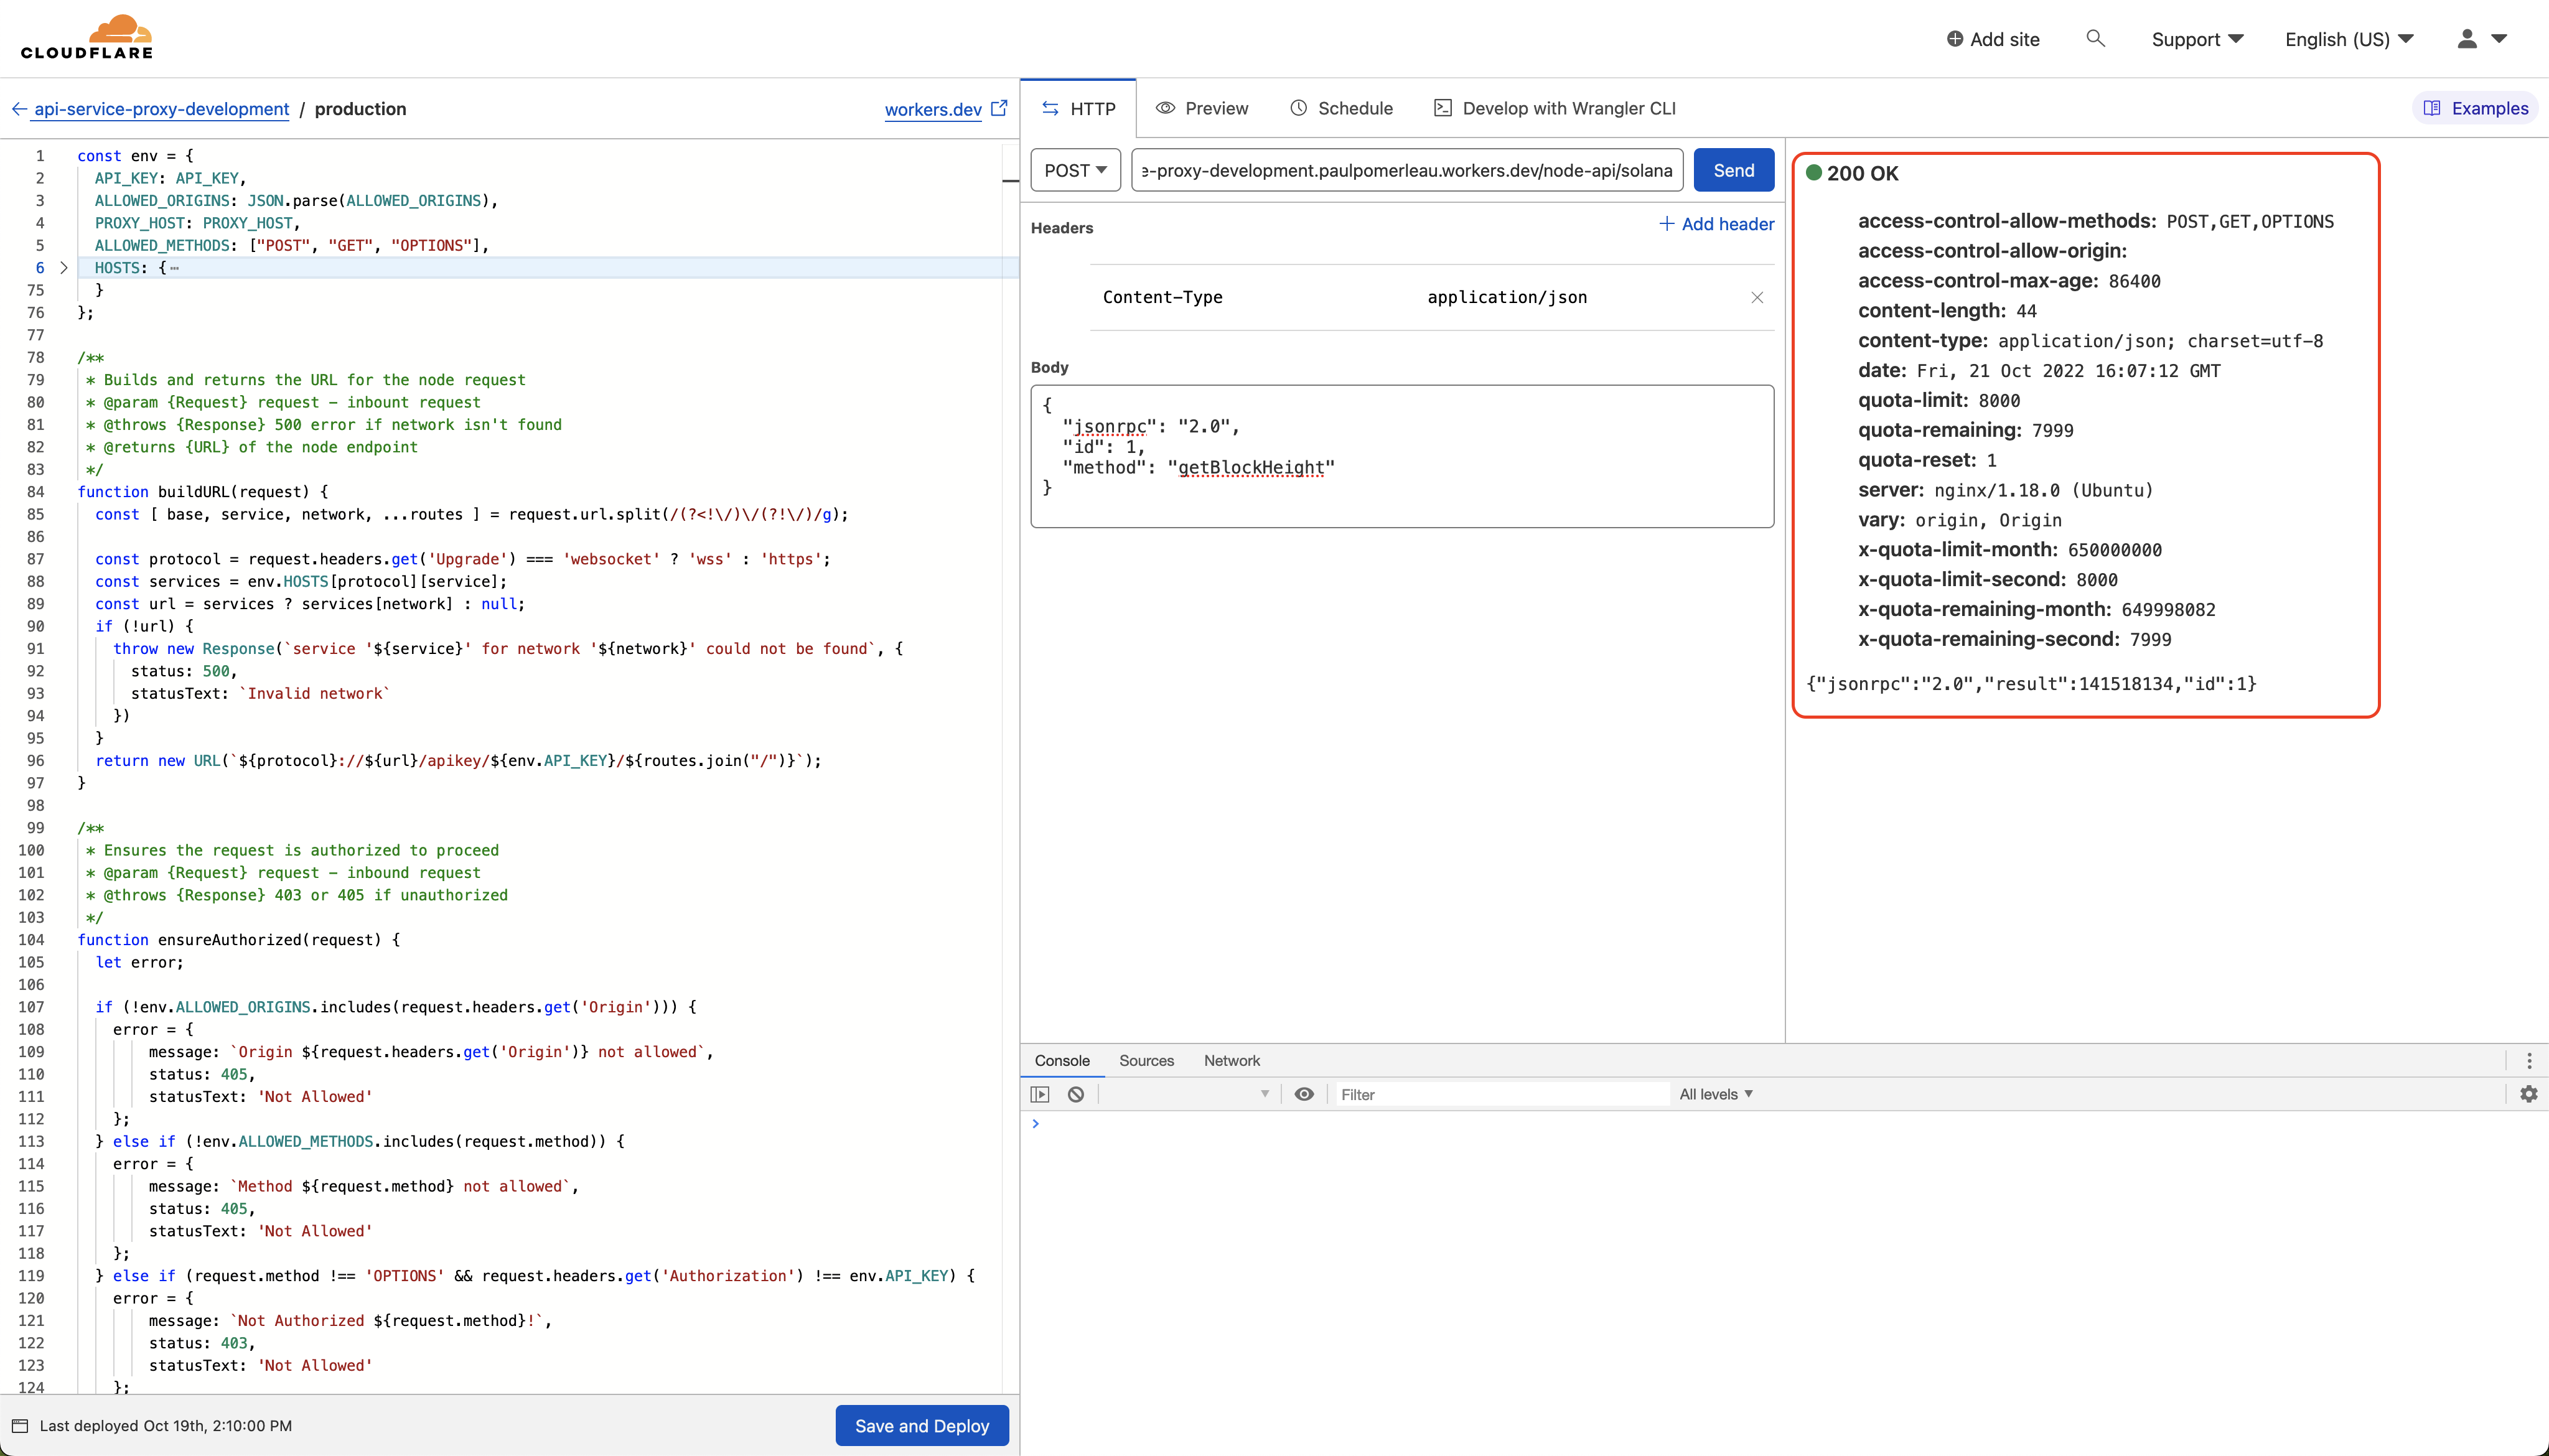 CLOUDFLARE
Add site
Support
English (US)
api-service-proxy-development / production
workers.dev
HTTP
Preview
Schedule
Develop with Wrangler CLI
Examples
1 const env = {
2 API_KEY: API_KEY,
3 ALLOWED_ORIGINS: JSON.parse(ALLOWED_ORIGINS),
4 PROXY_HOST: PROXY_HOST,
5 ALLOWED_METHODS: ["POST", "GET", "OPTIONS"],
6 HOSTS: {⋯
75 }
76 };
77
78 /**
79 * Builds and returns the URL for the node request
80 * @param {Request} request – inbount request
81 * @throws {Response} 500 error if network isn't found
82 * @returns {URL} of the node endpoint
83 */
84 function buildURL(request) {
85 const [ base, service, network, ...routes ] = request.url.split(/(?<!\/)\/(?!\/)/g);
86
87 const protocol = request.headers.get('Upgrade') === 'websocket' ? 'wss' : 'https';
88 const services = env.HOSTS[protocol][service];
89 const url = services ? services[network] : null;
90 if (!url) {
91 throw new Response(`service '${service}' for network '${network}' could not be found`, {
92 status: 500,
93 statusText: `Invalid network`
94 })
95 }
96 return new URL(`${protocol}://${url}/apikey/${env.API_KEY}/${routes.join("/")}`);
97 }
98
99 /**
100 * Ensures the request is authorized to proceed
101 * @param {Request} request – inbound request
102 * @throws {Response} 403 or 405 if unauthorized
103 */
104 function ensureAuthorized(request) {
105 let error;
106
107 if (!env.ALLOWED_ORIGINS.includes(request.headers.get('Origin'))) {
108 error = {
109 message: `Origin ${request.headers.get('Origin')} not allowed`,
110 status: 405,
111 statusText: 'Not Allowed'
112 };
113 } else if (!env.ALLOWED_METHODS.includes(request.method)) {
114 error = {
115 message: `Method ${request.method} not allowed`,
116 status: 405,
117 statusText: 'Not Allowed'
118 };
119 } else if (request.method !== 'OPTIONS' && request.headers.get('Authorization') !== env.API_KEY) {
120 error = {
121 message: `Not Authorized ${request.method}!`,
122 status: 403,
123 statusText: 'Not Allowed'
124 };
Last deployed Oct 19th, 2:10:00 PM
Save and Deploy
POST
e-proxy-development.paulpomerleau.workers.dev/node-api/solana
Send
Headers
Add header
Content-Type application/json
Body
{
"jsonrpc": "2.0",
"id": 1,
"method": "getBlockHeight"
}
200 OK
access-control-allow-methods: POST,GET,OPTIONS
access-control-allow-origin:
access-control-max-age: 86400
content-length: 44
content-type: application/json; charset=utf-8
date: Fri, 21 Oct 2022 16:07:12 GMT
quota-limit: 8000
quota-remaining: 7999
quota-reset: 1
server: nginx/1.18.0 (Ubuntu)
vary: origin, Origin
x-quota-limit-month: 650000000
x-quota-limit-second: 8000
x-quota-remaining-month: 649998082
x-quota-remaining-second: 7999
{"jsonrpc":"2.0","result":141518134,"id":1}
Console
Sources
Network
Filter
All levels